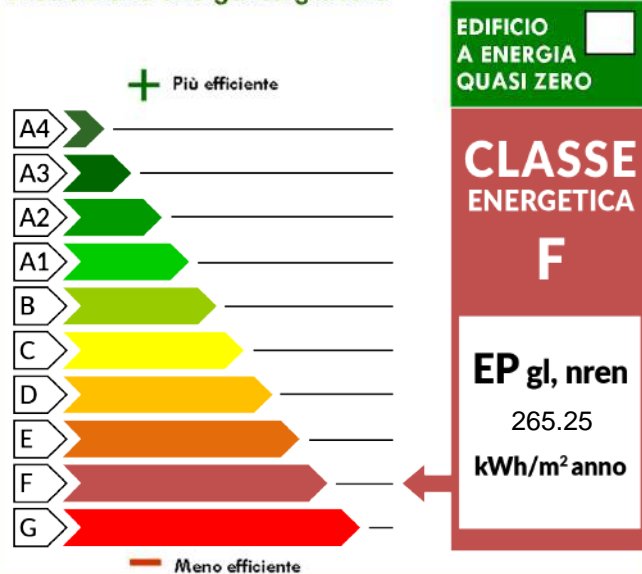 EDIFICIO
A ENERGIA
QUASI ZERO
+ Più efficiente
A4
A3
A2
A1
B
C
D
E
F
G
— Meno efficiente
CLASSE
ENERGETICA
F
EP gl, nren
265.25
kWh/m² anno